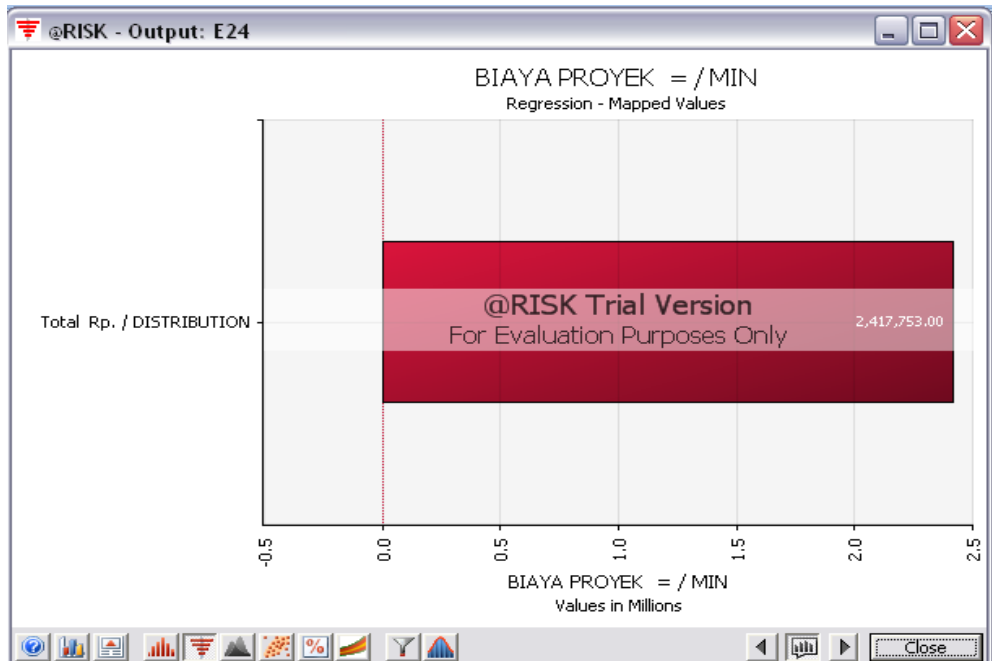 @RISK - Output: E24
BIAYA PROYEK = / MIN
Regression - Mapped Values
Total Rp. / DISTRIBUTION
@RISK Trial Version
For Evaluation Purposes Only
2,417,753.00
-0.5
0.0
0.5
1.0
1.5
2.0
2.5
BIAYA PROYEK = / MIN
Values in Millions
Close